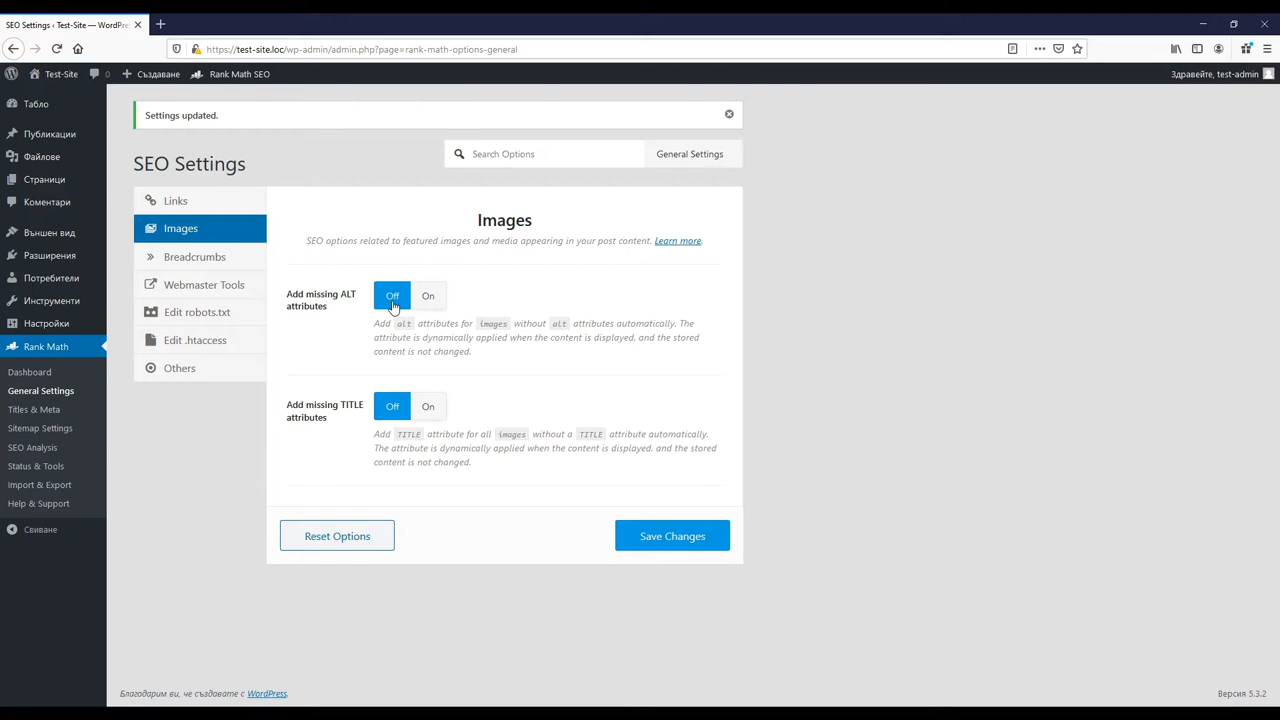 SEO Settings ‹ Test-Site — WordPre
https://test-site.loc/wp-admin/admin.php?page=rank-math-options-general
Test-Site 0 Създаване Rank Math SEO Здравейте, test-admin
Табло
Публикации
Файлове
Страници
Коментари
Външен вид
Разширения
Потребители
Инструменти
Настройки
Rank Math
Dashboard
General Settings
Titles & Meta
Sitemap Settings
SEO Analysis
Status & Tools
Import & Export
Help & Support
Свиване
Settings updated.
SEO Settings
Search Options
General Settings
Links
Images
Breadcrumbs
Webmaster Tools
Edit robots.txt
Edit .htaccess
Others
Images
SEO options related to featured images and media appearing in your post content. Learn more.
Add missing ALT
attributes
Off On
Add alt attributes for images without alt attributes automatically. The
attribute is dynamically applied when the content is displayed, and the stored
content is not changed.
Add missing TITLE
attributes
Off On
Add TITLE attribute for all images without a TITLE attribute automatically.
The attribute is dynamically applied when the content is displayed, and the stored
content is not changed.
Reset Options
Save Changes
Благодарим ви, че създавате с WordPress.
Версия 5.3.2